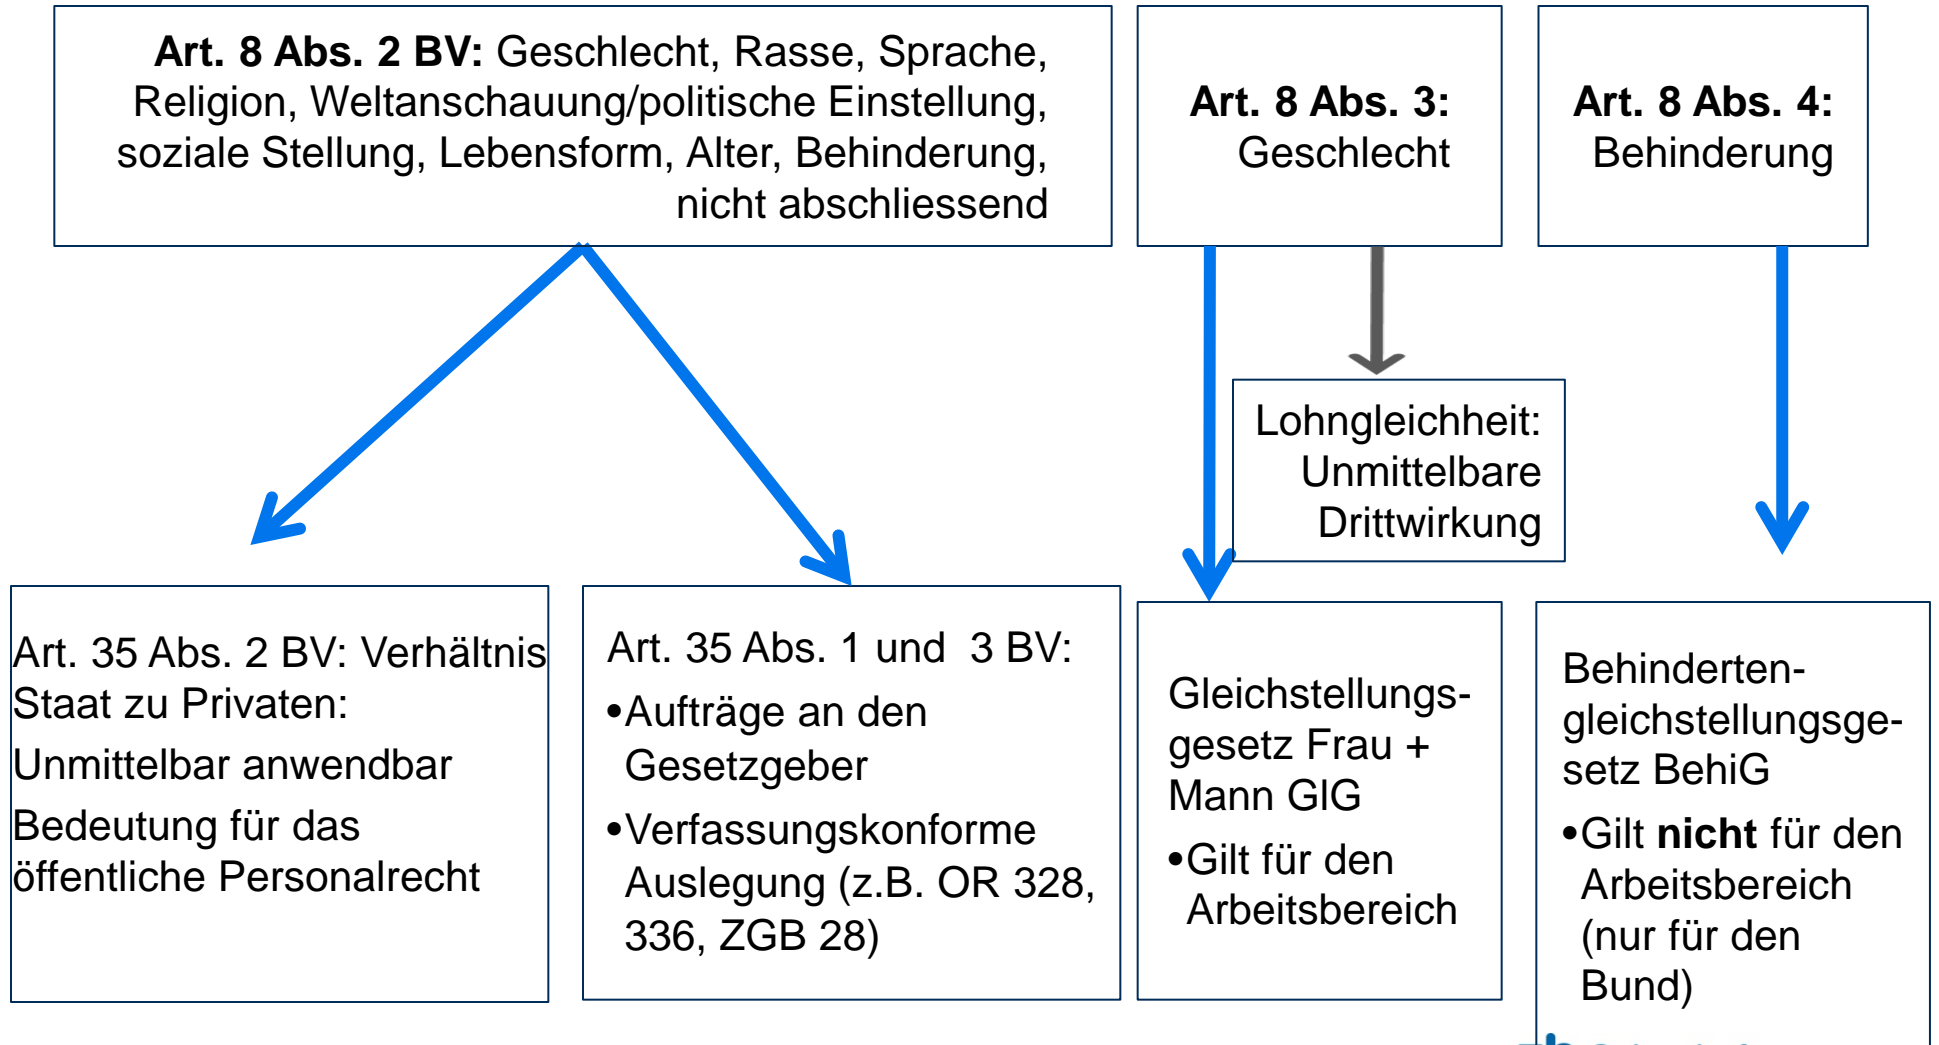 Art. 8 Abs. 2 BV: Geschlecht, Rasse, Sprache,
Religion, Weltanschauung/politische Einstellung,
soziale Stellung, Lebensform, Alter, Behinderung,
nicht abschliessend
Art. 8 Abs. 3:
Geschlecht
Art. 8 Abs. 4:
Behinderung
Lohngleichheit:
Unmittelbare
Drittwirkung
Art. 35 Abs. 2 BV: Verhältnis
Staat zu Privaten:
Unmittelbar anwendbar
Bedeutung für das
öffentliche Personalrecht
Art. 35 Abs. 1 und  3 BV:
•Aufträge an den
Gesetzgeber
•Verfassungskonforme
Auslegung (z.B. OR 328,
336, ZGB 28)
Gleichstellungs-
gesetz Frau +
Mann GlG
•Gilt für den
Arbeitsbereich
Behinderten-
gleichstellungsge-
setz BehiG
•Gilt nicht für den
Arbeitsbereich
(nur für den
Bund)